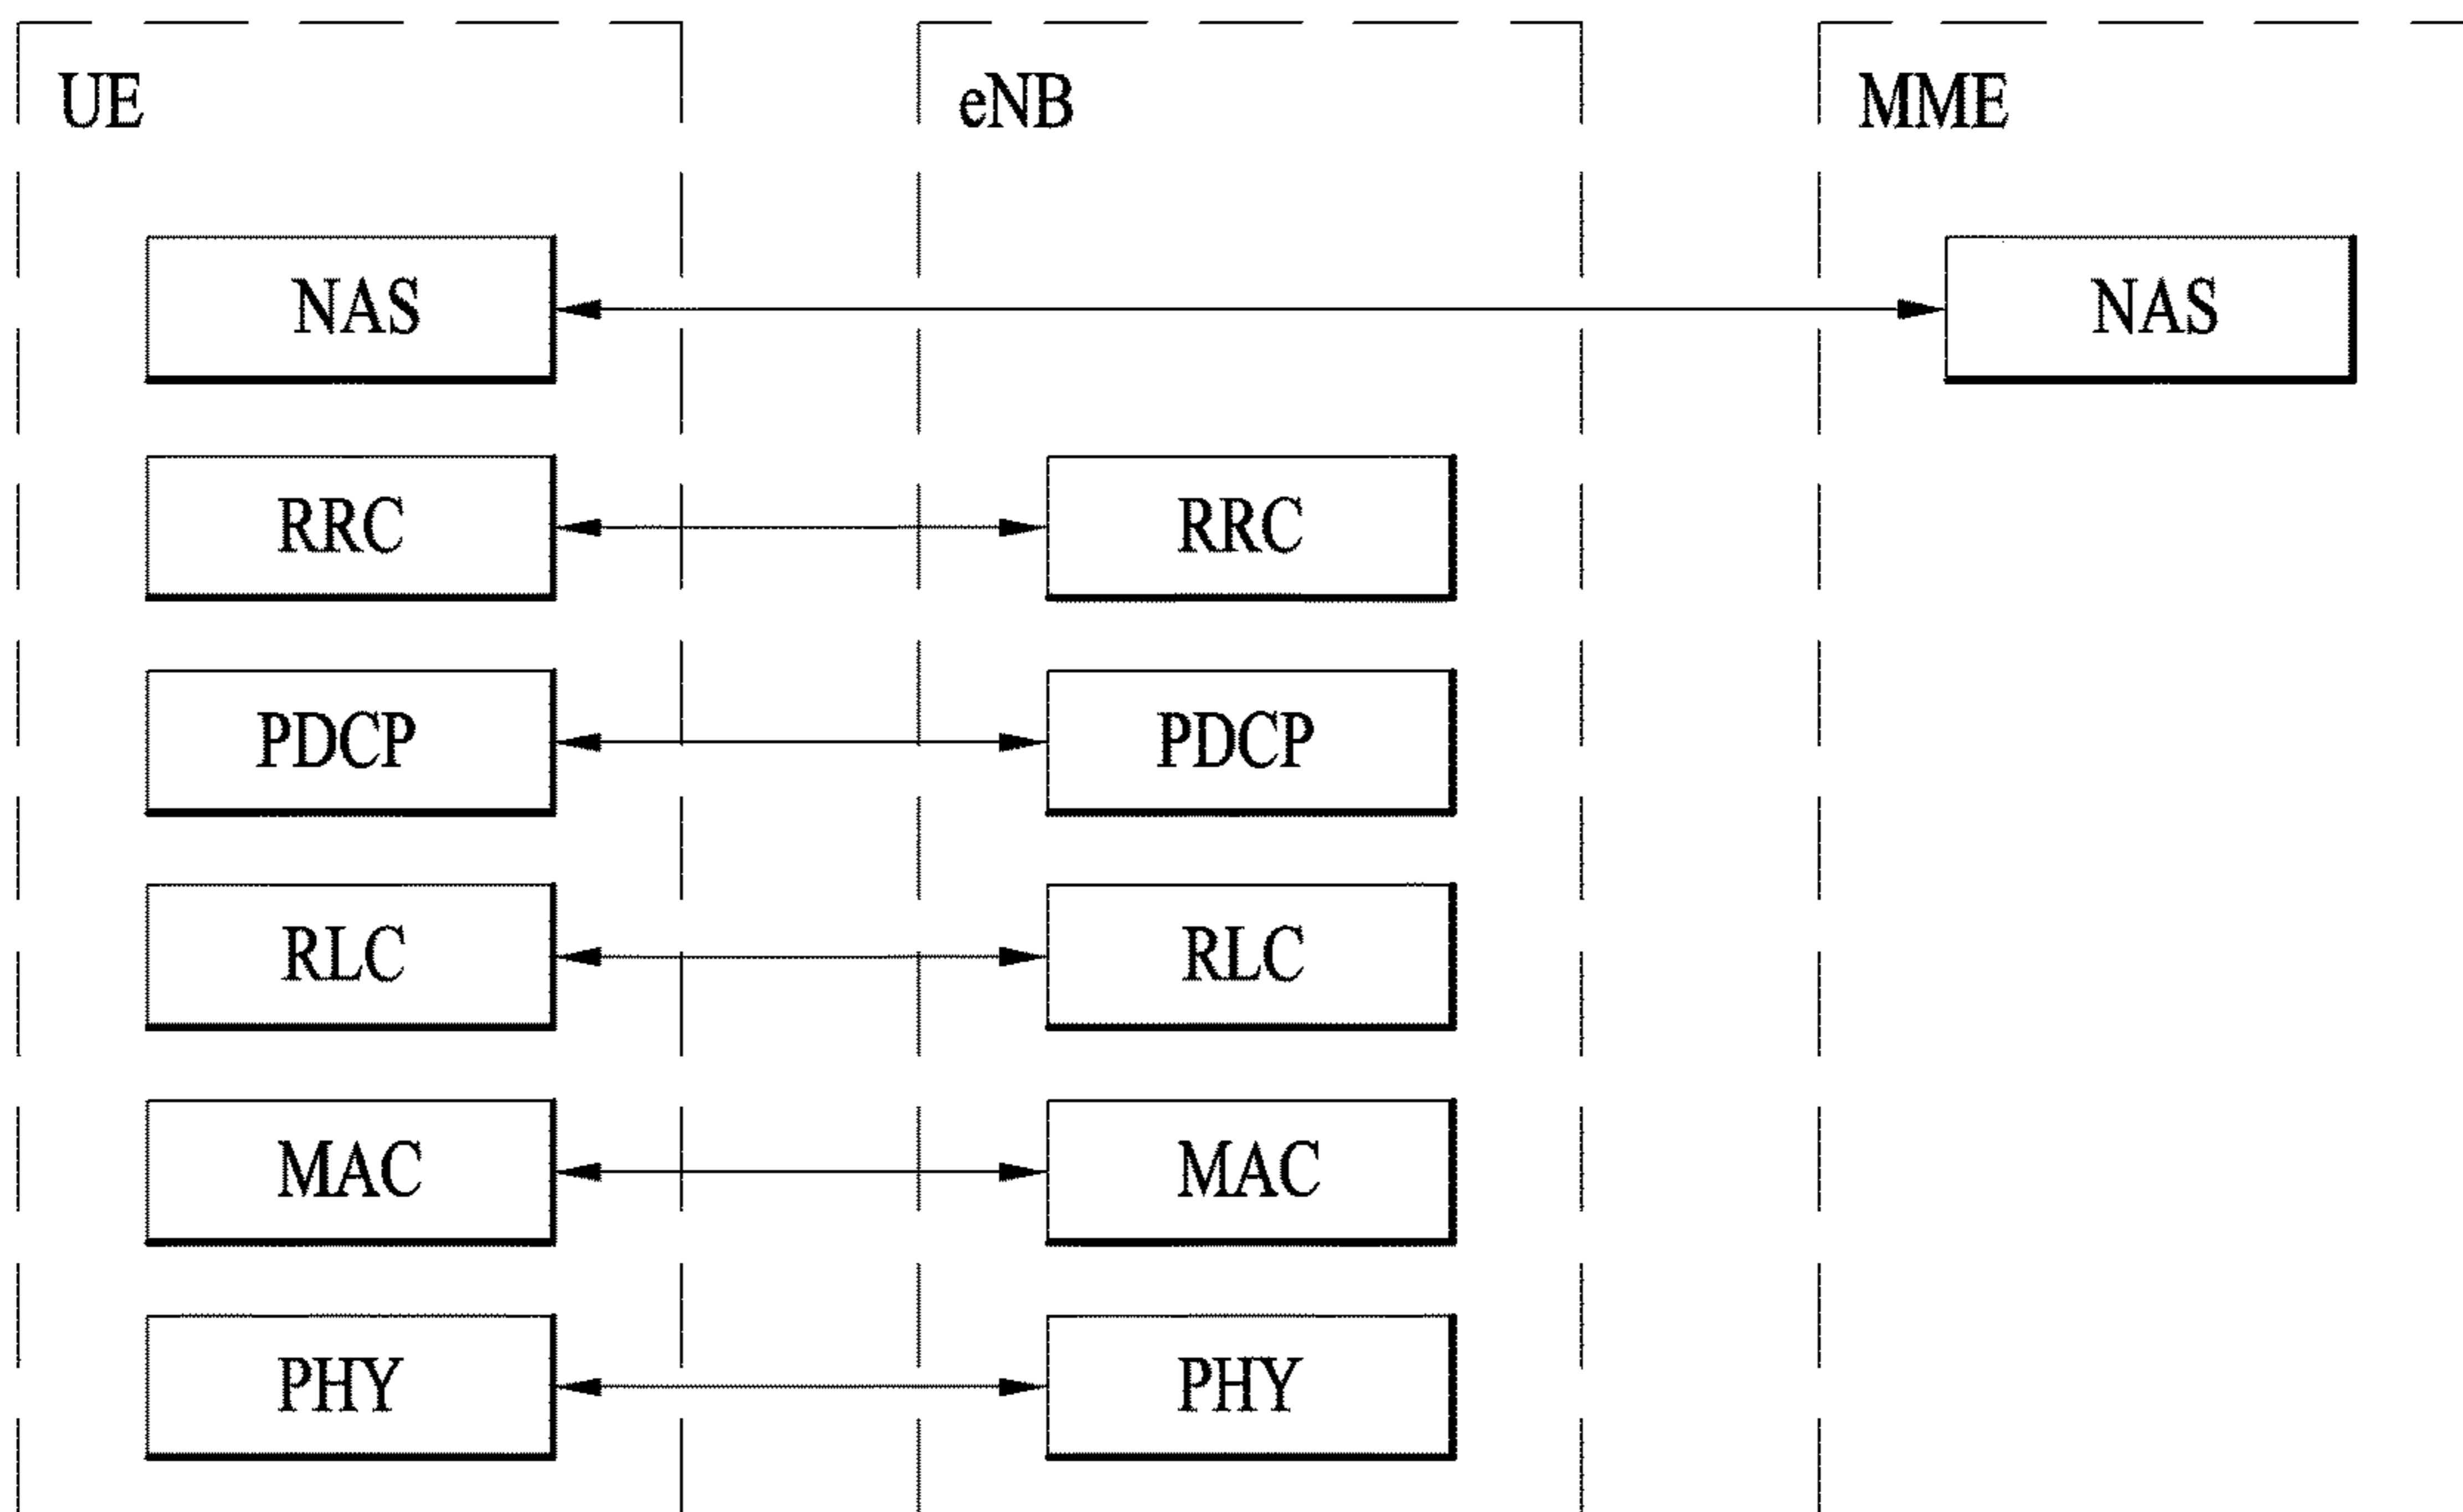 UE eNB MME
NAS NAS
RRC RRC
PDCP PDCP
RLC RLC
MAC MAC
PHY PHY